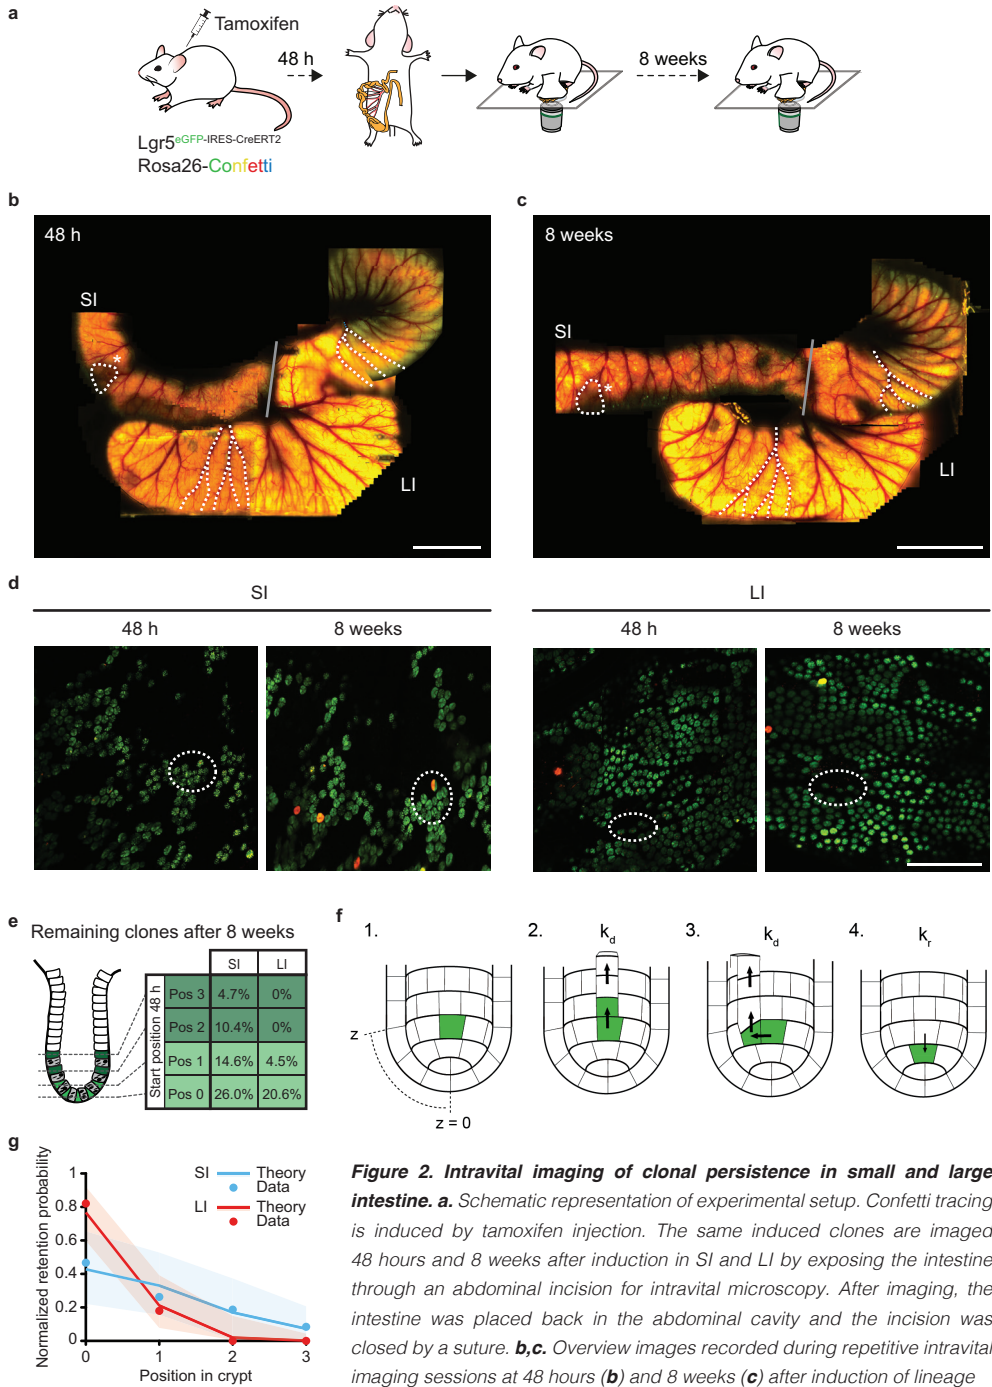 a
Tamoxifen
48 h
8 weeks
Lgr5eGFP-IRES-CreERT2
Rosa26-Confetti
b
48 h
SI
*
LI
c
8 weeks
SI
*
LI
d
SI
LI
48 h
8 weeks
48 h
8 weeks
e
Remaining clones after 8 weeks
SI LI
Start position 48 h
Pos 3 4.7% 0%
Pos 2 10.4% 0%
Pos 1 14.6% 4.5%
Pos 0 26.0% 20.6%
f
1.
2.
kd
3.
kd
4.
kr
z
z = 0
g
Normalized retention probability
1
0.8
0.6
0.4
0.2
0
0 1 2 3
Position in crypt
SI Theory
Data
LI Theory
Data
Figure 2. Intravital imaging of clonal persistence in small and large
intestine. a. Schematic representation of experimental setup. Confetti tracing
is induced by tamoxifen injection. The same induced clones are imaged
48 hours and 8 weeks after induction in SI and LI by exposing the intestine
through an abdominal incision for intravital microscopy. After imaging, the
intestine was placed back in the abdominal cavity and the incision was
closed by a suture. b,c. Overview images recorded during repetitive intravital
imaging sessions at 48 hours (b) and 8 weeks (c) after induction of lineage